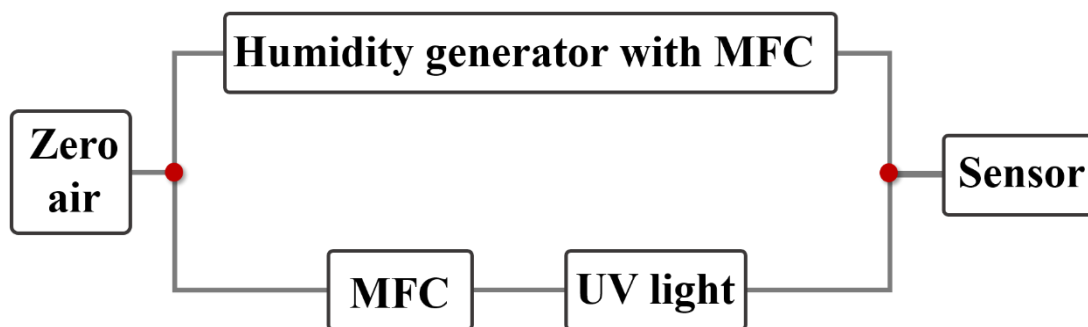 Humidity generator with MFC
Zero
air
Sensor
MFC
UV light